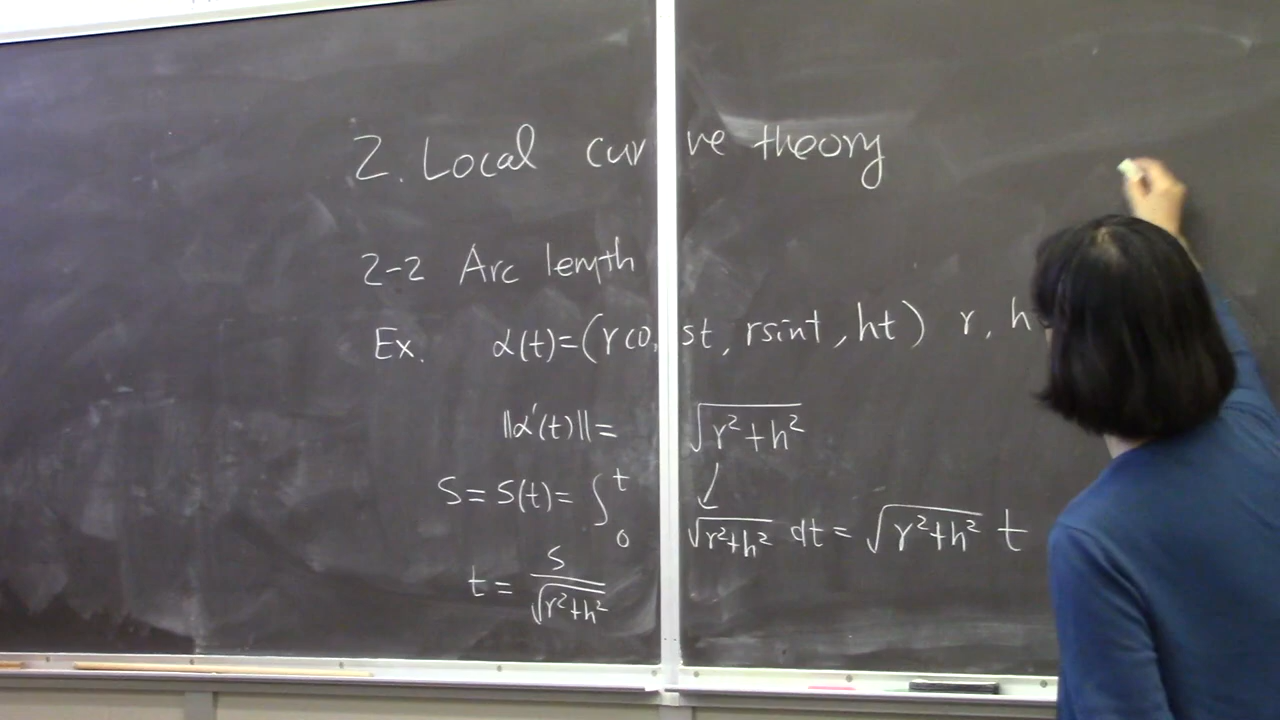 2. Local curve theory
2-2 Arc length
Ex. α(t)=(rcost, rsint, ht) r, h
||α'(t)||= √(r²+h²)
S=S(t)= ∫₀ᵗ √(r²+h²) dt = √(r²+h²) t
t= s/√(r²+h²)